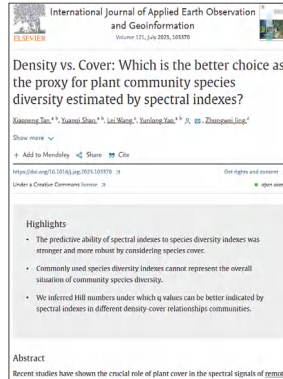 International Journal of Applied Earth Observation
and Geoinformation
ELSEVIER
Volume 121, July 2023, 103370
Density vs. Cover: Which is the better choice as
the proxy for plant community species
diversity estimated by spectral indexes?
Show more
+ Add to Mendeley Share Cite
https://doi.org/10.1016/j.jag.2023.103370
Get rights and content
Under a Creative Commons license
open
Highlights
• The predictive ability of spectral indexes to species diversity indexes was
stronger and more robust by considering species cover.
• Commonly used species diversity indexes cannot represent the overall
situation of community species diversity.
• We inferred Hill numbers under which q values can be better indicated by
spectral indexes in different density-cover relationships communities.
Abstract
Recent studies have shown the crucial role of plant cover in the spectral signals of